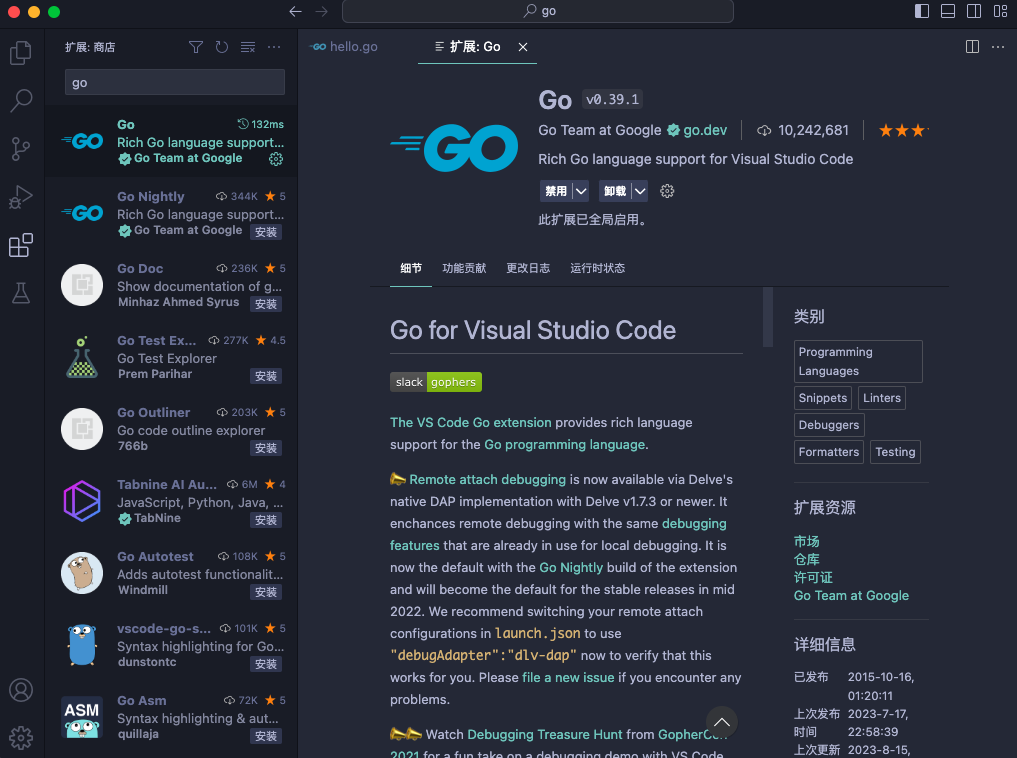 go
扩展: 商店
go
Go
132ms
Rich Go language support...
Go Team at Google
Go Nightly
344K
5
Rich Go language support...
Go Team at Google
安装
Go Doc
236K
5
Show documentation of g...
Minhaz Ahmed Syrus
安装
Go Test Ex...
277K
4.5
Go Test Explorer
Prem Parihar
安装
Go Outliner
203K
5
Go code outline explorer
766b
安装
Tabnine AI Au...
6M
4
JavaScript, Python, Java, ...
TabNine
安装
Go Autotest
108K
5
Adds autotest functionalit...
Windmill
安装
vscode-go-s...
101K
5
Syntax highlighting for Go...
dunstontc
安装
ASM
Go Asm
72K
5
Syntax highlighting & aut...
quillaja
安装
GO hello.go
扩展: Go
GO
Go v0.39.1
Go Team at Google go.dev 10,242,681
Rich Go language support for Visual Studio Code
禁用 卸载
此扩展已全局启用。
细节 功能贡献 更改日志 运行时状态
Go for Visual Studio Code
slack gophers
The VS Code Go extension provides rich language
support for the Go programming language.
Remote attach debugging is now available via Delve's
native DAP implementation with Delve v1.7.3 or newer. It
enchances remote debugging with the same debugging
features that are already in use for local debugging. It is
now the default with the Go Nightly build of the extension
and will become the default for the stable releases in mid
2022. We recommend switching your remote attach
configurations in launch.json to use
"debugAdapter":"dlv-dap" now to verify that this
works for you. Please file a new issue if you encounter any
problems.
Watch Debugging Treasure Hunt from GopherCon
2021 for a fun take on a debugging demo with VS Code
类别
Programming
Languages
Snippets Linters
Debuggers
Formatters Testing
扩展资源
市场
仓库
许可证
Go Team at Google
详细信息
已发布 2015-10-16,
01:20:11
上次发布 2023-7-17,
时间 22:58:39
上次更新 2023-8-15,